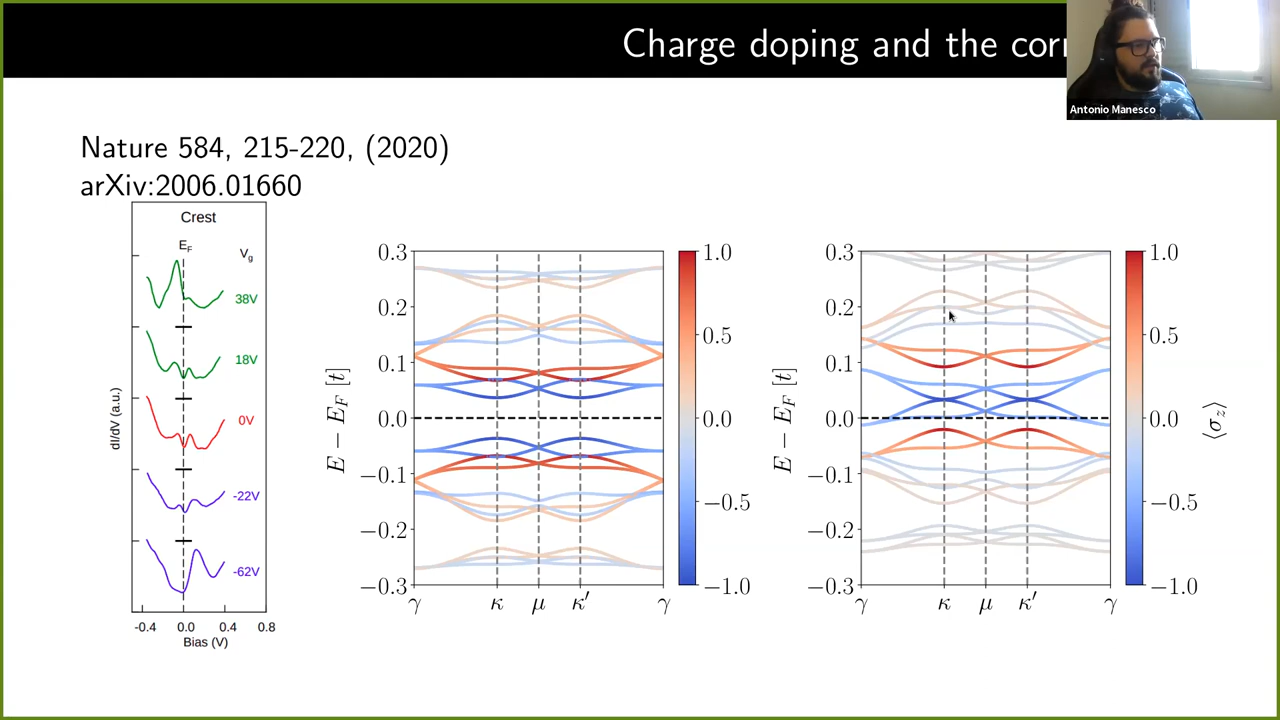 Charge doping and the corr
Antonio Manesco
Nature 584, 215-220, (2020)
arXiv:2006.01660
Crest
E_F
V_g
38V
18V
0V
-22V
-62V
dI/dV (a.u.)
-0.4 0.0 0.4 0.8
Bias (V)
E − E_F [t]
0.3
0.2
0.1
0.0
−0.1
−0.2
−0.3
γ κ μ κ′ γ
1.0
0.5
0.0
−0.5
−1.0
E − E_F [t]
0.3
0.2
0.1
0.0
−0.1
−0.2
−0.3
γ κ μ κ′ γ
1.0
0.5
0.0
−0.5
−1.0
⟨σ_z⟩